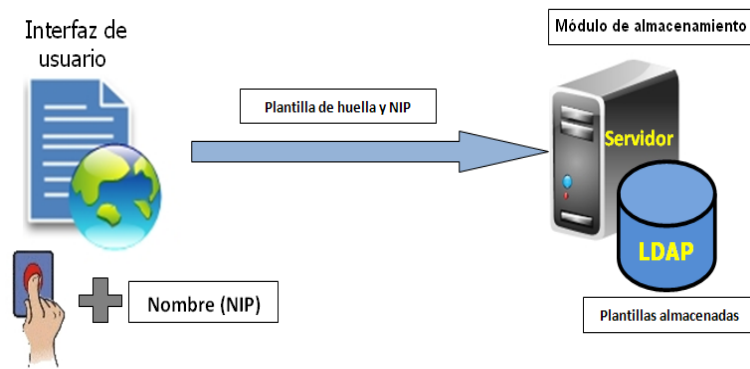 Interfaz de
usuario
Módulo de almacenamiento
Plantilla de huella y NIP
Servidor
LDAP
Nombre (NIP)
Plantillas almacenadas